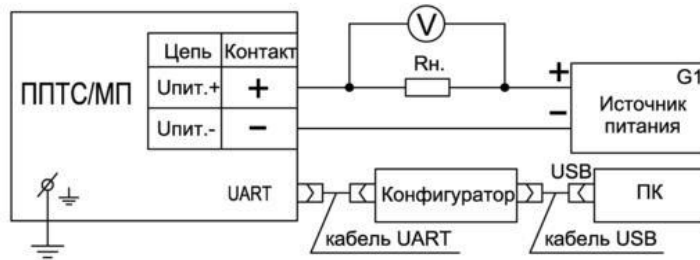 ППТС/МП
Цепь Контакт
Uпит.+ +
Uпит.- −
UART
V
Rн.
+
−
G1
Источник
питания
Конфигуратор
USB
ПК
кабель UART
кабель USB